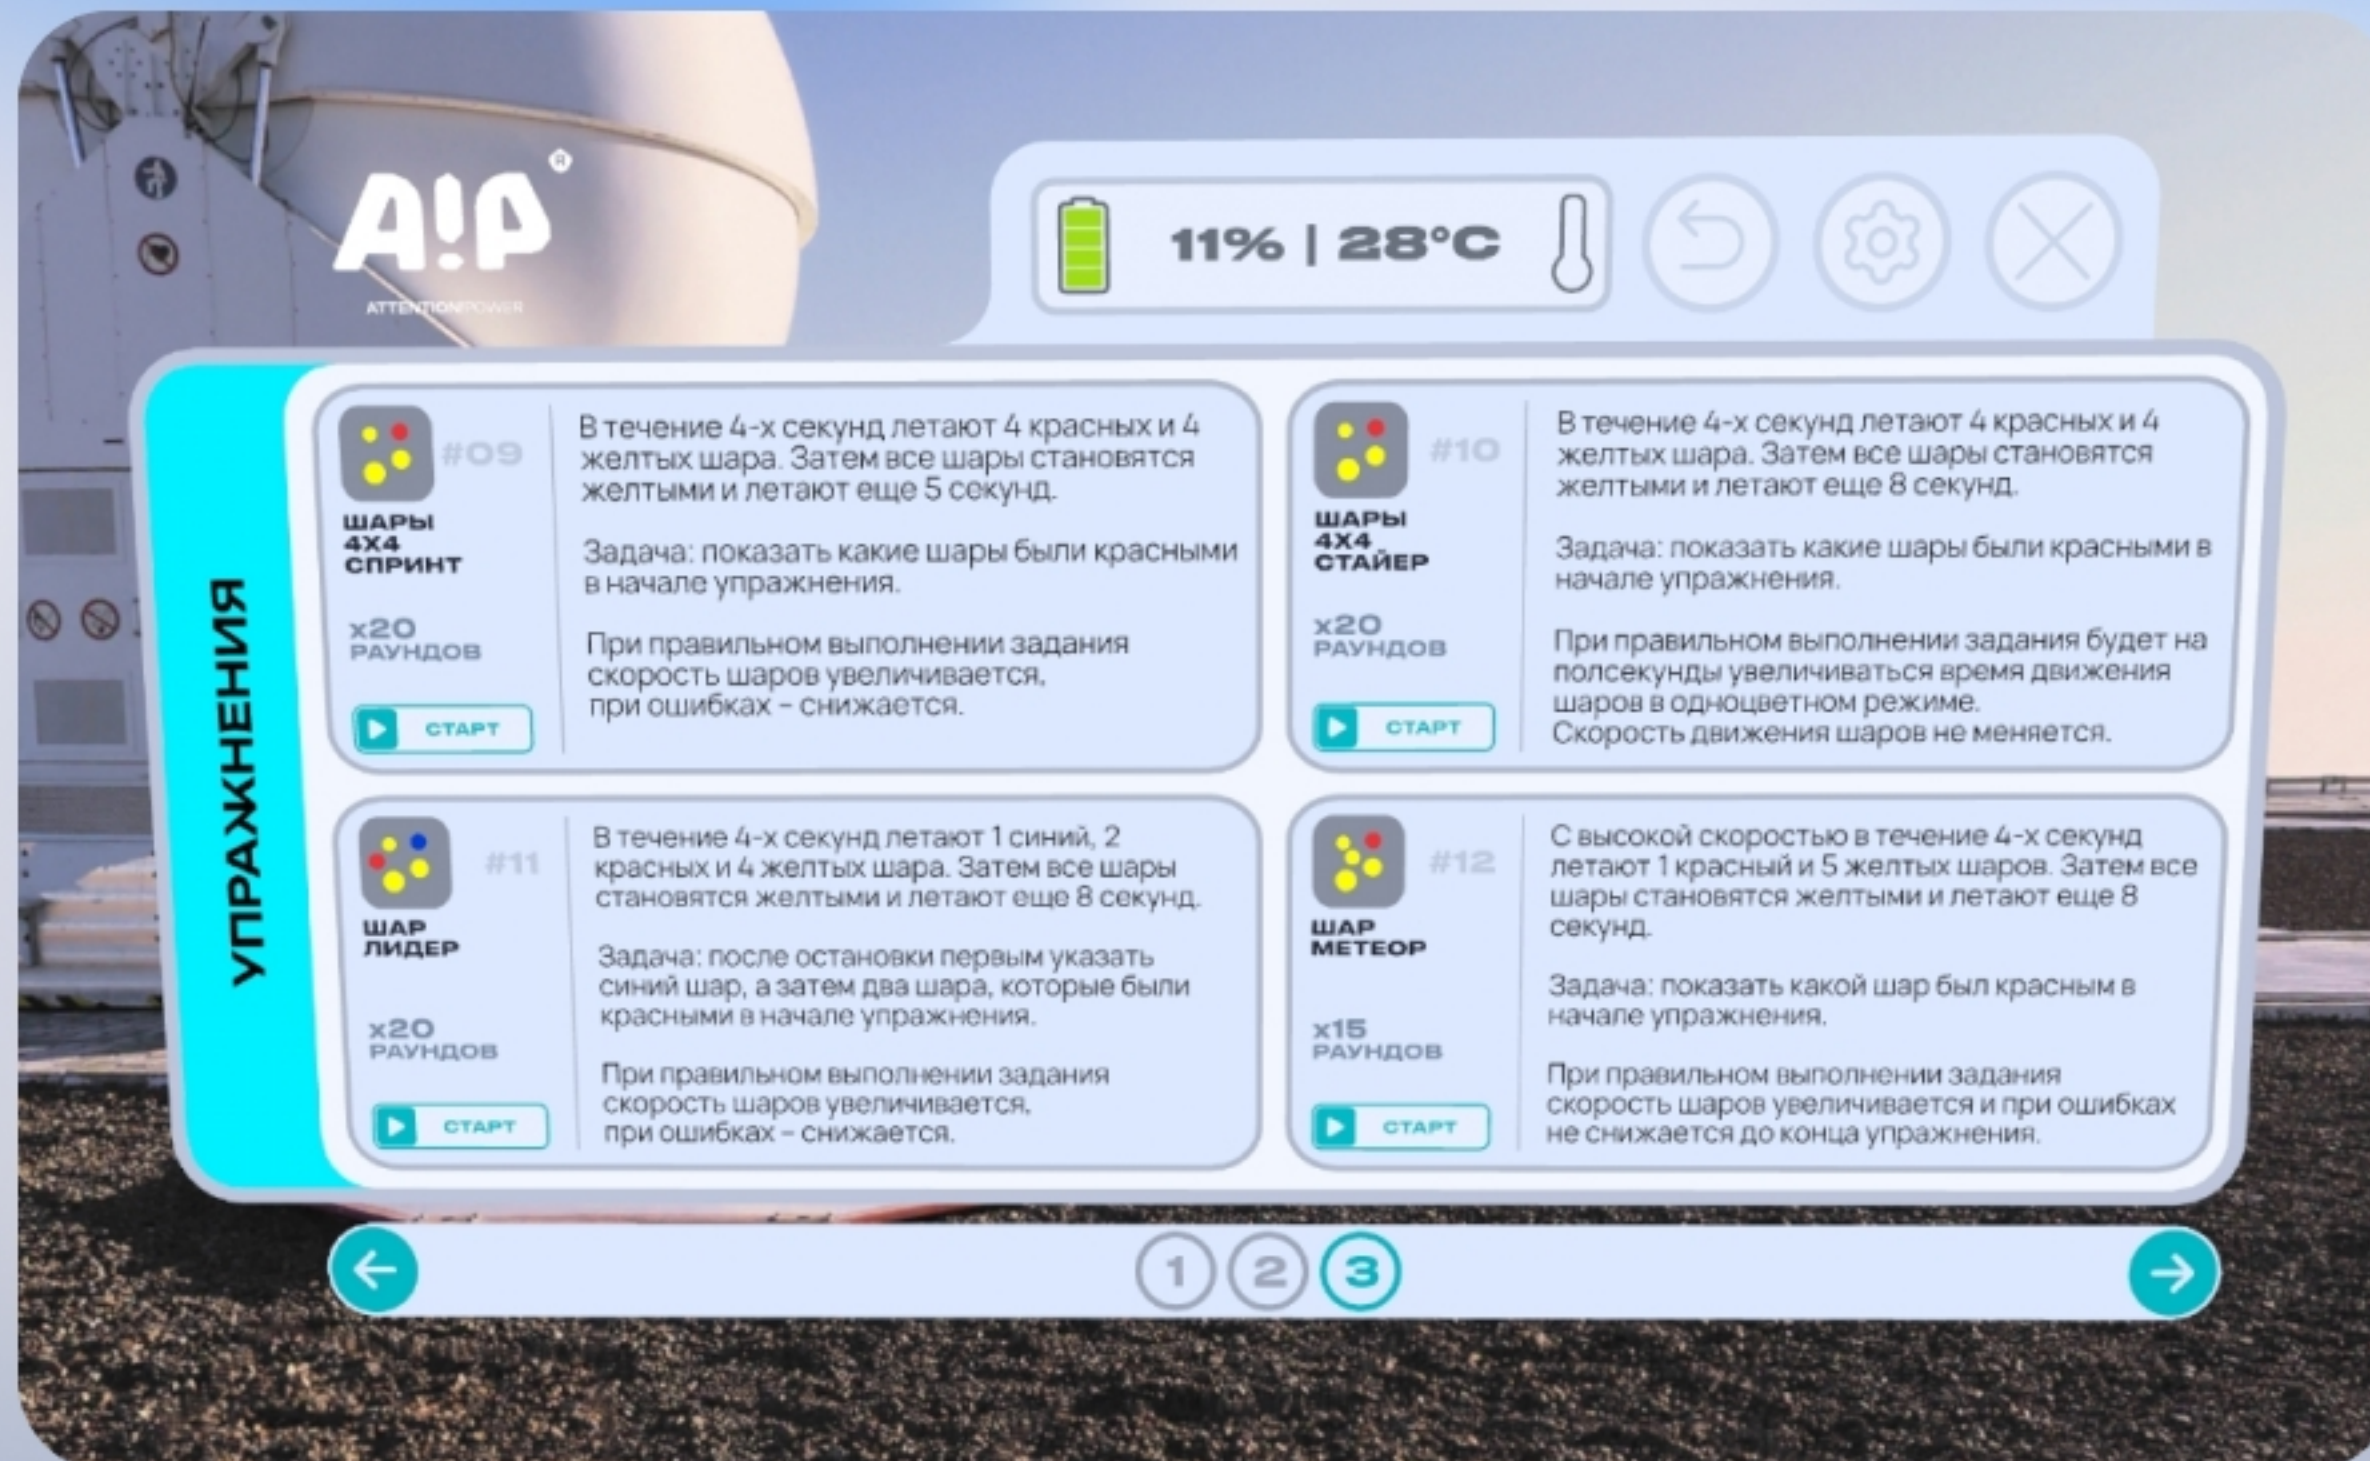 A!P®
ATTENTION!POWER
11% | 28°C
УПРАЖНЕНИЯ
#09
ШАРЫ
4X4
СПРИНТ
x20
РАУНДОВ
СТАРТ
В течение 4-х секунд летают 4 красных и 4
желтых шара. Затем все шары становятся
желтыми и летают еще 5 секунд.
Задача: показать какие шары были красными
в начале упражнения.
При правильном выполнении задания
скорость шаров увеличивается,
при ошибках – снижается.
#10
ШАРЫ
4X4
СТАЙЕР
x20
РАУНДОВ
СТАРТ
В течение 4-х секунд летают 4 красных и 4
желтых шара. Затем все шары становятся
желтыми и летают еще 8 секунд.
Задача: показать какие шары были красными в
начале упражнения.
При правильном выполнении задания будет на
полсекунды увеличиваться время движения
шаров в одноцветном режиме.
Скорость движения шаров не меняется.
#11
ШАР
ЛИДЕР
x20
РАУНДОВ
СТАРТ
В течение 4-х секунд летают 1 синий, 2
красных и 4 желтых шара. Затем все шары
становятся желтыми и летают еще 8 секунд.
Задача: после остановки первым указать
синий шар, а затем два шара, которые были
красными в начале упражнения.
При правильном выполнении задания
скорость шаров увеличивается,
при ошибках – снижается.
#12
ШАР
МЕТЕОР
x15
РАУНДОВ
СТАРТ
С высокой скоростью в течение 4-х секунд
летают 1 красный и 5 желтых шаров. Затем все
шары становятся желтыми и летают еще 8
секунд.
Задача: показать какой шар был красным в
начале упражнения.
При правильном выполнении задания
скорость шаров увеличивается и при ошибках
не снижается до конца упражнения.
1 2 3